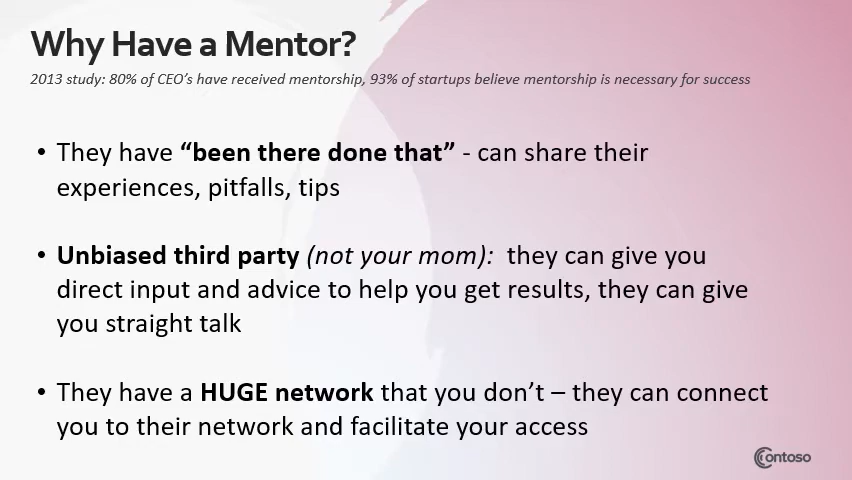 Why Have a Mentor?
2013 study: 80% of CEO’s have received mentorship, 93% of startups believe mentorship is necessary for success
• They have “been there done that” - can share their
experiences, pitfalls, tips
• Unbiased third party (not your mom): they can give you
direct input and advice to help you get results, they can give
you straight talk
• They have a HUGE network that you don’t – they can connect
you to their network and facilitate your access
Contoso